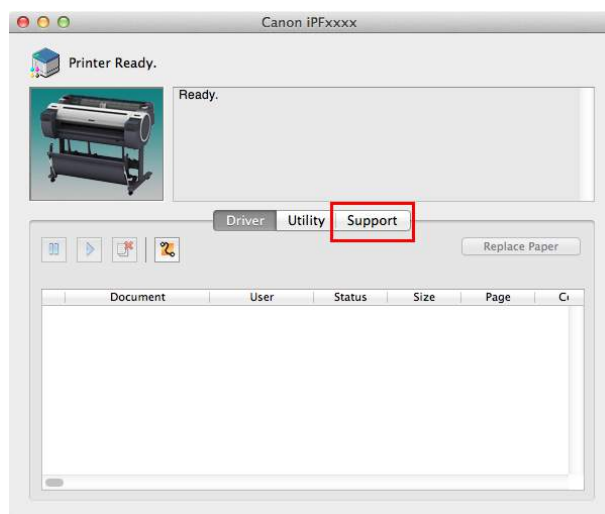 Canon iPFxxxx
Printer Ready.
Ready.
Driver Utility Support
Replace Paper
Document User Status Size Page